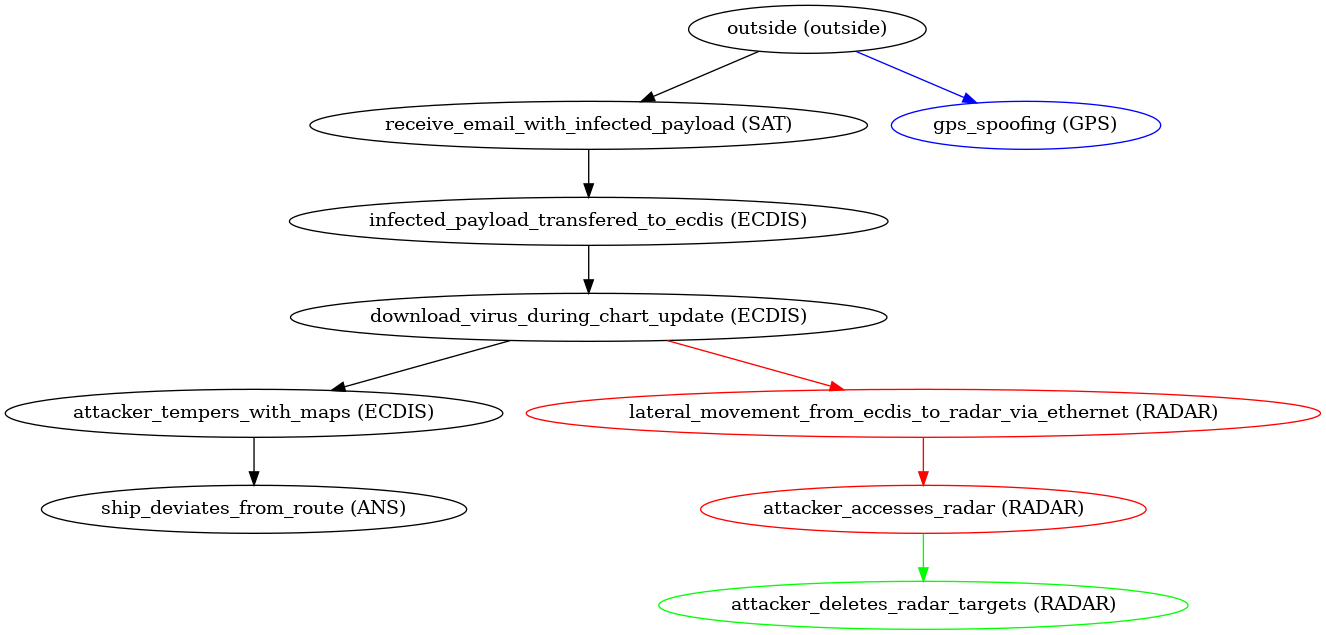 outside (outside)
receive_email_with_infected_payload (SAT)
gps_spoofing (GPS)
infected_payload_transfered_to_ecdis (ECDIS)
download_virus_during_chart_update (ECDIS)
attacker_tempers_with_maps (ECDIS)
lateral_movement_from_ecdis_to_radar_via_ethernet (RADAR)
ship_deviates_from_route (ANS)
attacker_accesses_radar (RADAR)
attacker_deletes_radar_targets (RADAR)